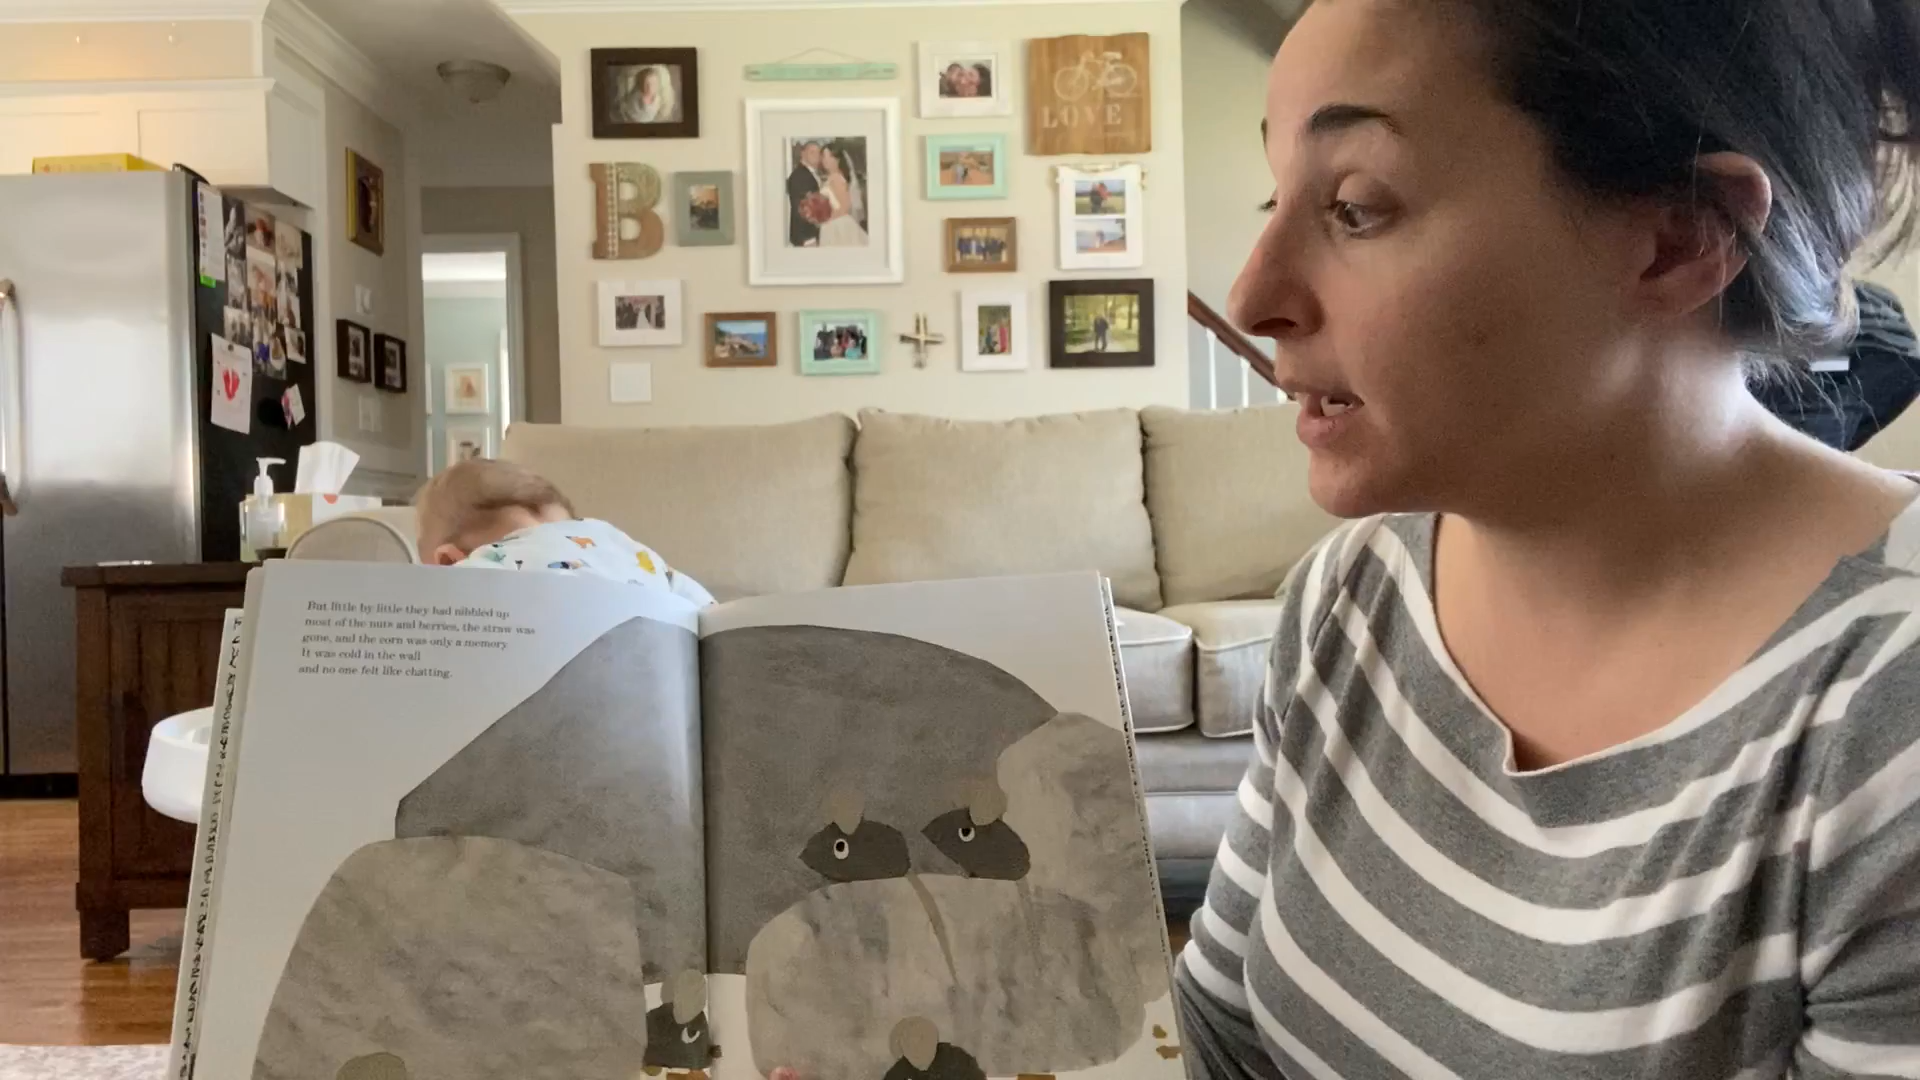 LOVE
B
But little by little they had nibbled up
most of the nuts and berries, the straw was
gone, and the corn was only a memory.
It was cold in the wall
and no one felt like chatting.